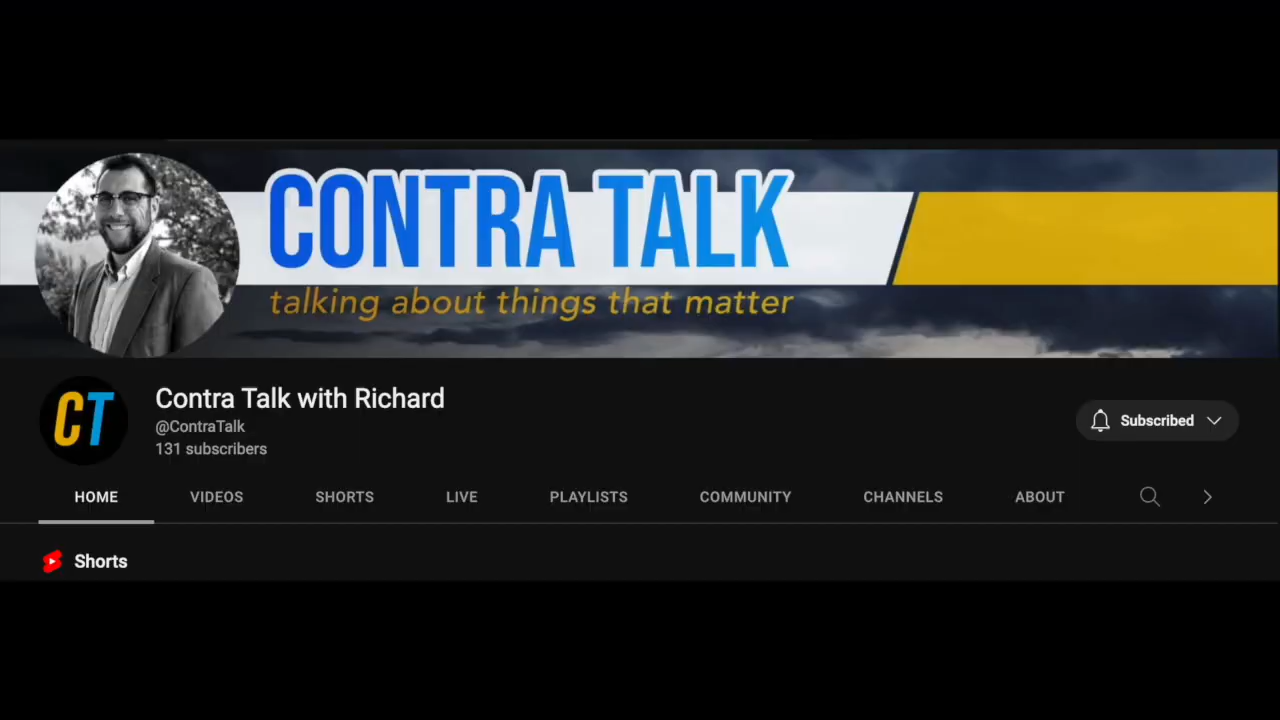 CONTRA TALK
talking about things that matter
CT
Contra Talk with Richard
@ContraTalk
131 subscribers
Subscribed
HOME VIDEOS SHORTS LIVE PLAYLISTS COMMUNITY CHANNELS ABOUT
Shorts